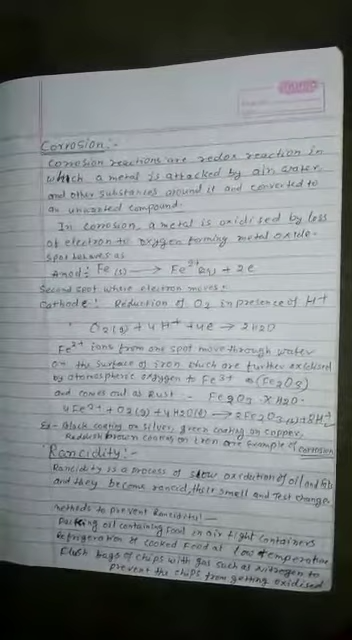 Corrosion:-
Corrosion reactions are redox reaction in
which a metal is attacked by air, water
and other substances around it and converted to
an unwanted compound.
In corrosion, a metal is oxidised by loss
of electron to oxygen forming metal oxide.
Spot behaves as
Anod: Fe(s) → Fe2+ + 2e
Second spot where electron moves:
Cathode: Reduction of O2 in presence of H+
O2(g) + 4H+ + 4e → 2H2O
Fe2+ ions from one spot move through water
on the surface of iron which are further oxidised
by atomospheric oxygen to Fe3+ (Fe2O3)
and comes out as Rust :- Fe2O3 XH2O.
4Fe2+ + O2(g) + 4H2O(l) → 2Fe2O3(s) + 8H+
Ex- Black coating on silver, green coating on Copper,
Reddish brown coating on Iron are Example of corrosion
Rancidity:-
Rancidity is a process of slow oxidution of oil and fats
and they become rancid, their smell and Test changes
methods to prevent Rancidity:-
Packing oil containing food in air tight containers
Refrigeration of cooked food at low temperature
Flush bags of chips with gas such as nitrogen to
prevent the chips from getting oxidised